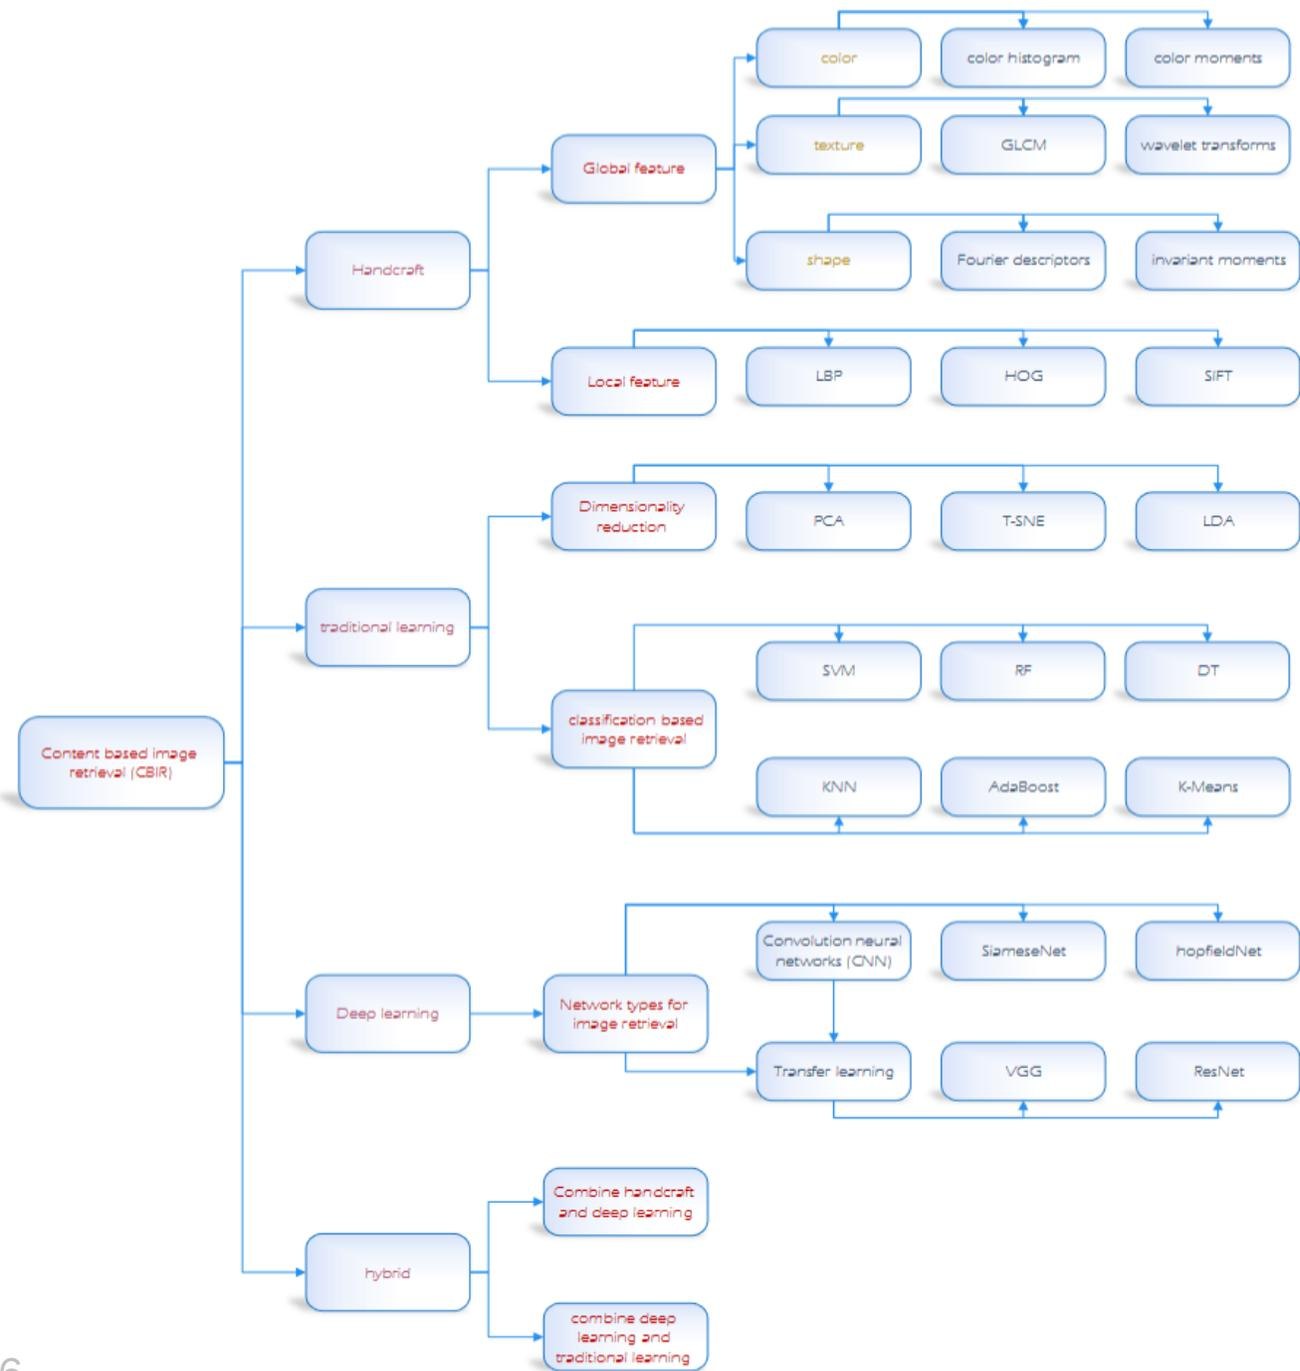 color
color histogram
color moments
texture
GLCM
wavelet transforms
Global feature
Handcraft
shape
Fourier descriptors
invariant moments
Local feature
LBP
HOG
SIFT
Dimensionality
reduction
PCA
T-SNE
LDA
traditional learning
SVM
RF
DT
classification based
image retrieval
KNN
AdaBoost
K-Means
Content based image
retrieval (CBIR)
Convolution neural
networks (CNN)
SiameseNet
hopfieldNet
Deep learning
Network types for
image retrieval
Transfer learning
VGG
ResNet
Combine handcraft
and deep learning
hybrid
combine deep
learning and
traditional learning